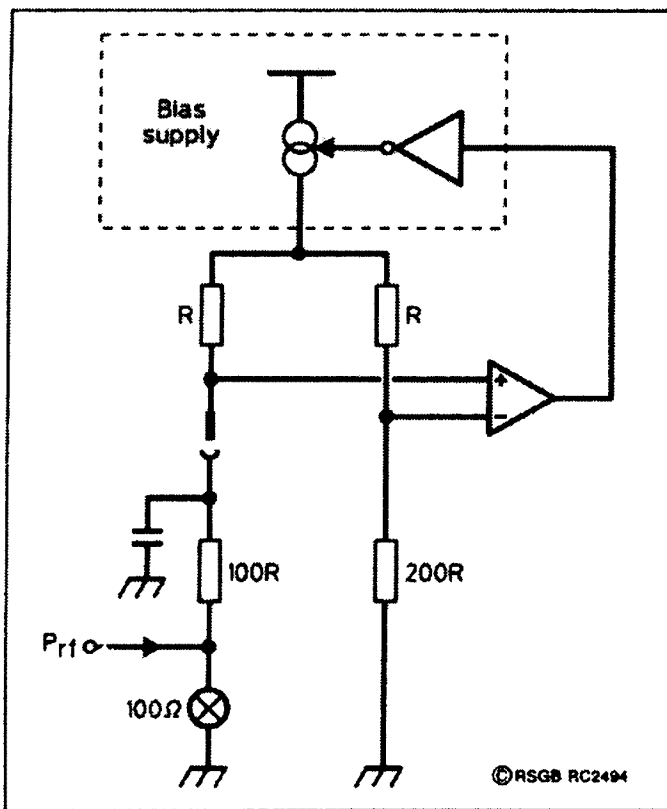 Bias
supply
R
R
+
−
100R
200R
Prf
100Ω
©RSGB RC2494